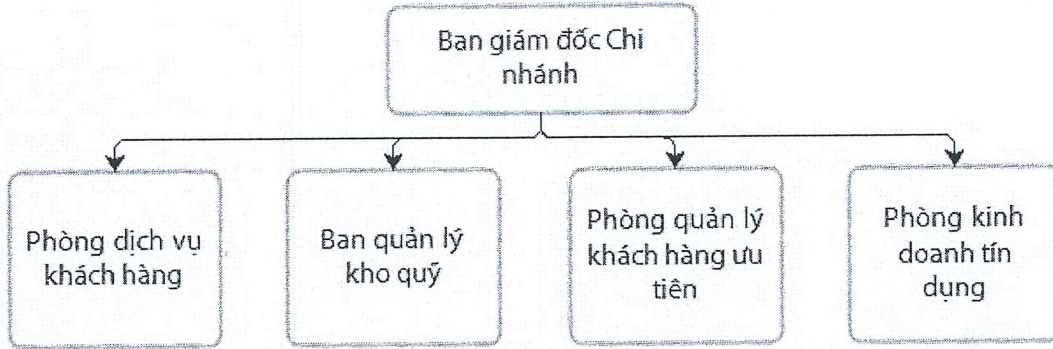 Ban giám đốc Chi
nhánh
Phòng dịch vụ
khách hàng
Ban quản lý
kho quỹ
Phòng quản lý
khách hàng ưu
tiên
Phòng kinh
doanh tín
dụng